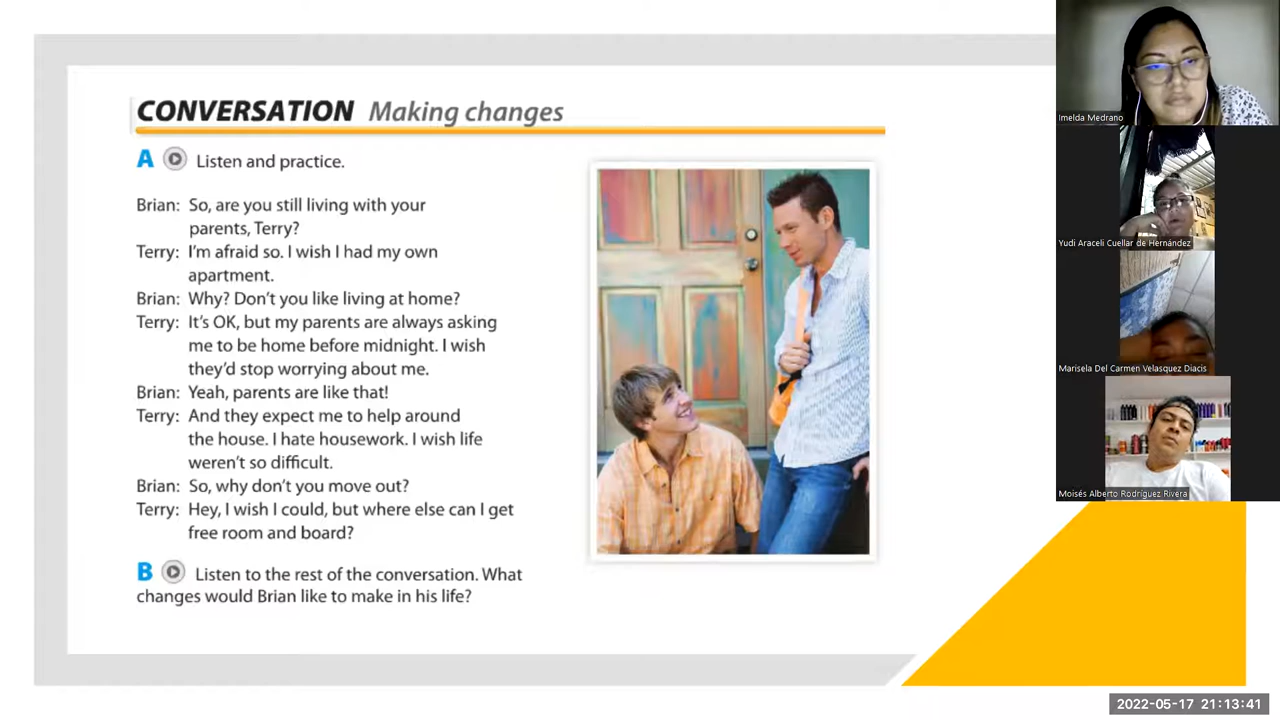 CONVERSATION Making changes
A Listen and practice.
Brian: So, are you still living with your
parents, Terry?
Terry: I'm afraid so. I wish I had my own
apartment.
Brian: Why? Don't you like living at home?
Terry: It's OK, but my parents are always asking
me to be home before midnight. I wish
they'd stop worrying about me.
Brian: Yeah, parents are like that!
Terry: And they expect me to help around
the house. I hate housework. I wish life
weren't so difficult.
Brian: So, why don't you move out?
Terry: Hey, I wish I could, but where else can I get
free room and board?
B Listen to the rest of the conversation. What
changes would Brian like to make in his life?
Imelda Medrano
Yudi Araceli Cuellar de Hernández
Marisela Del Carmen Velasquez Diacis
Moisés Alberto Rodríguez Rivera
2022-05-17 21:13:41